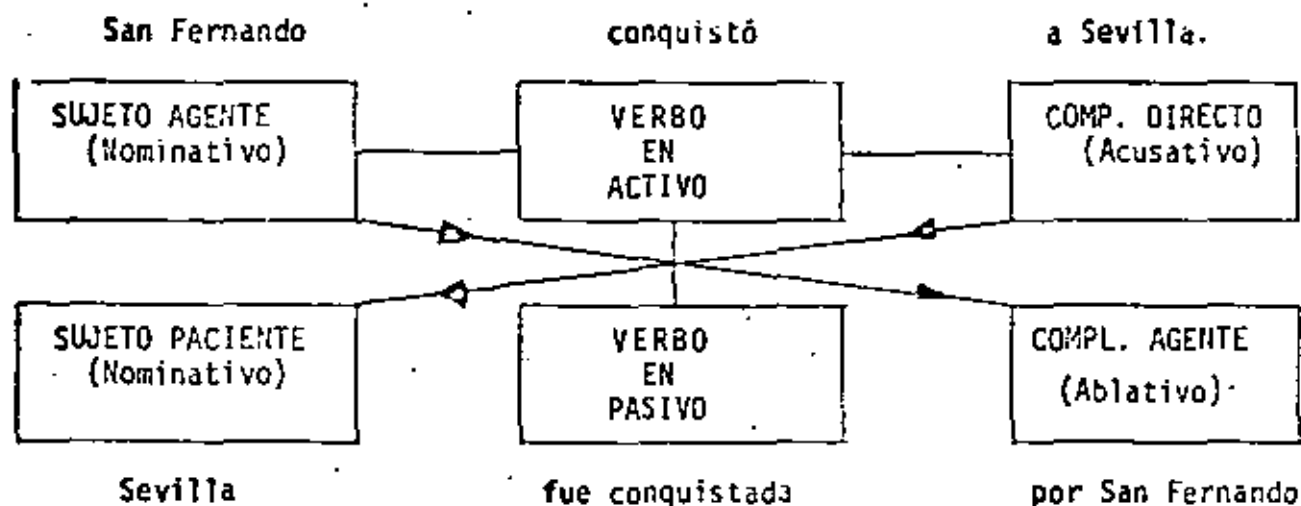 San Fernando conquistó a Sevilla.
SUJETO AGENTE VERBO COMP. DIRECTO
(Nominativo) EN (Acusativo)
ACTIVO
SUJETO PACIENTE VERBO COMPL. AGENTE
(Nominativo) EN (Ablativo)
PASIVO
Sevilla fue conquistada por San Fernando